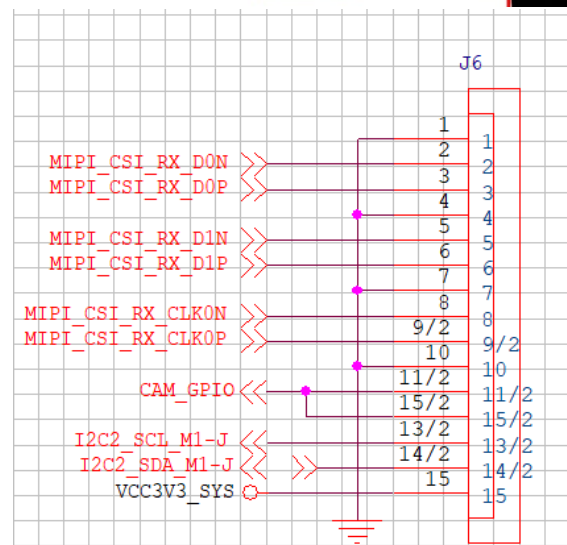 J6
1
1
2
MIPI_CSI_RX_D0N
2
3
MIPI_CSI_RX_D0P
3
4
4
5
MIPI_CSI_RX_D1N
5
6
MIPI_CSI_RX_D1P
6
7
7
8
MIPI_CSI_RX_CLK0N
8
9/2
MIPI_CSI_RX_CLK0P
9/2
10
10
11/2
CAM_GPIO
11/2
15/2
15/2
13/2
I2C2_SCL_M1-J
13/2
14/2
I2C2_SDA_M1-J
14/2
15
VCC3V3_SYS
15